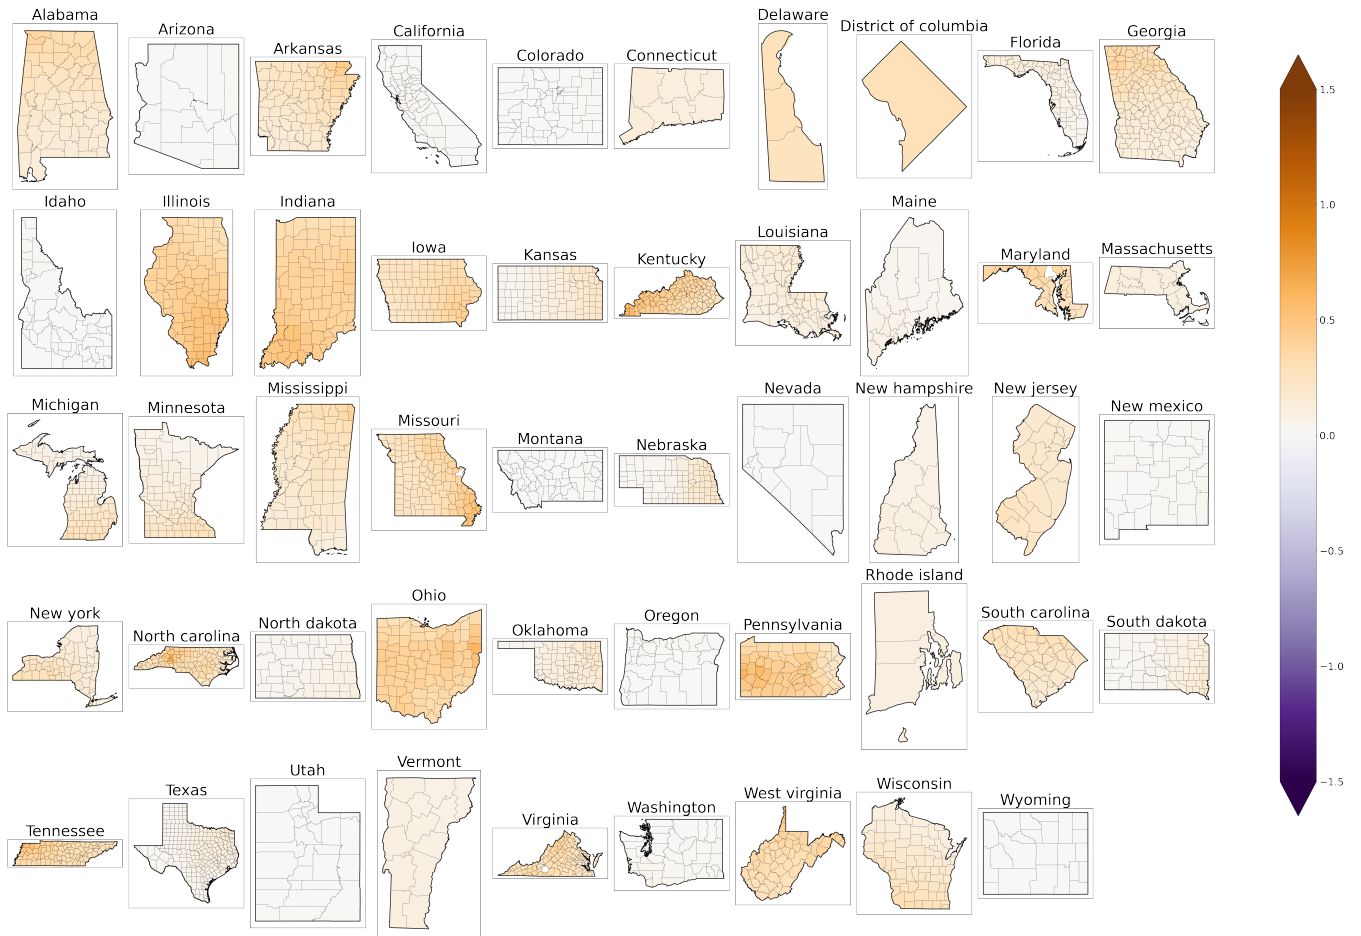 Alabama
Arizona
Arkansas
California
Colorado
Connecticut
Delaware
District of columbia
Florida
Georgia
Idaho
Illinois
Indiana
Iowa
Kansas
Kentucky
Louisiana
Maine
Maryland
Massachusetts
Michigan
Minnesota
Mississippi
Missouri
Montana
Nebraska
Nevada
New hampshire
New jersey
New mexico
New york
North carolina
North dakota
Ohio
Oklahoma
Oregon
Pennsylvania
Rhode island
South carolina
South dakota
Tennessee
Texas
Utah
Vermont
Virginia
Washington
West virginia
Wisconsin
Wyoming
1.5
1.0
0.5
0.0
−0.5
−1.0
−1.5